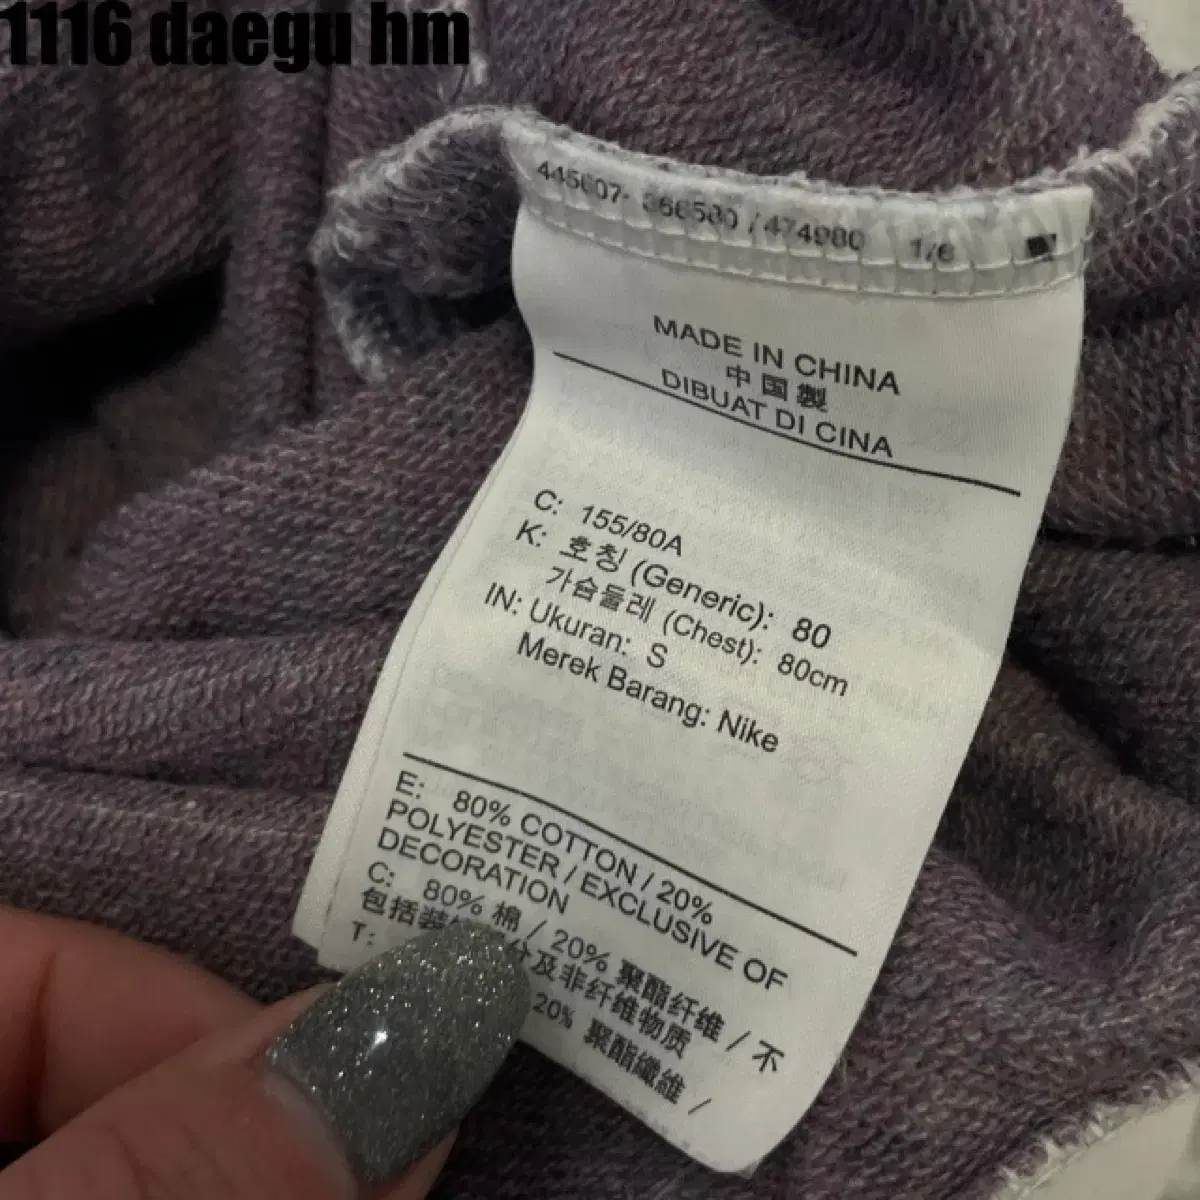 1116 daegu hm
445607- 366580 / 474980 1/6
MADE IN CHINA
中国製
DIBUAT DI CINA
C: 155/80A
K: 호칭 (Generic): 80
가슴둘레 (Chest): 80cm
IN: Ukuran: S
Merek Barang: Nike
E: 80% COTTON / 20%
POLYESTER / EXCLUSIVE OF
DECORATION
C: 80% 棉 / 20% 聚酯纤维 / 不
包括装 及非纤维物质
T: 20% 聚酯纖維 /